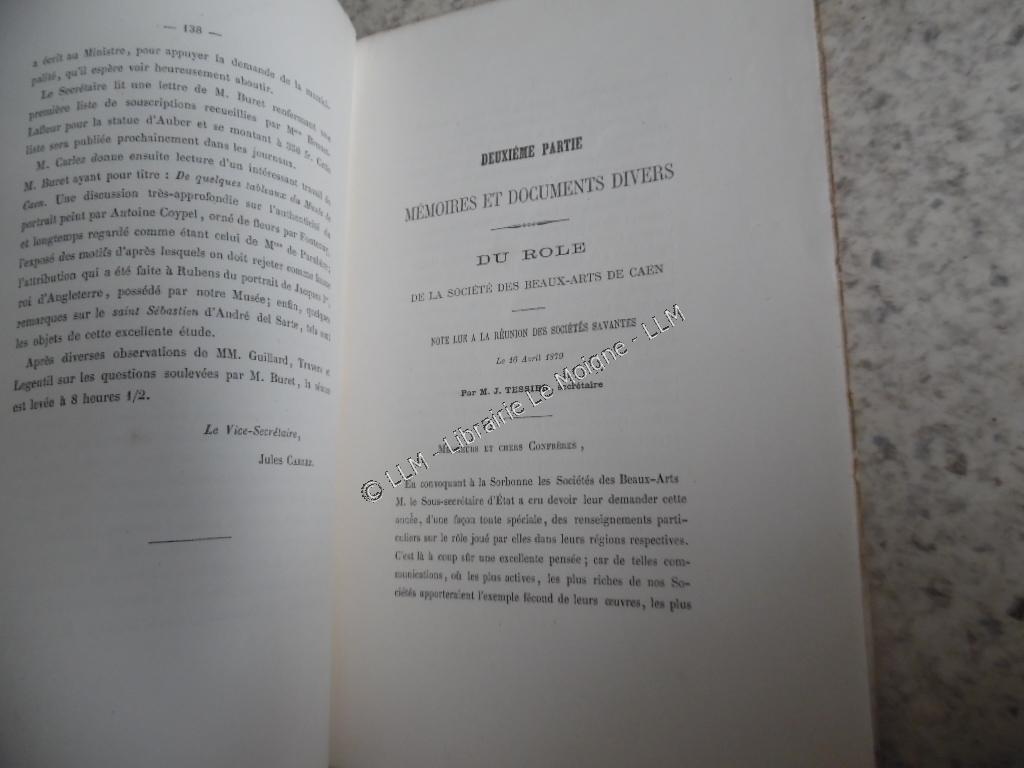 — 138 —
a écrit au Ministre, pour appuyer la demande de la munici-
palité, qu'il espère voir heureusement aboutir.
Le Secrétaire lit une lettre de M. Buret renfermant une
première liste de souscriptions recueillies par Mme
Lafleur pour la statue d'Auber et se montant à 350 fr. Cette
liste sera publiée prochainement dans les journaux.
M. Carlez donne ensuite lecture d'un intéressant travail de
M. Buret ayant pour titre : De quelques tableaux du Musée de
Caen. Une discussion très-approfondie sur l'authenticité du
portrait peint par Antoine Coypel, orné de fleurs par Fontenay,
et longtemps regardé comme étant celui de Mme de Parabère;
l'exposé des motifs d'après lesquels on doit rejeter comme fausse
l'attribution qui a été faite à Rubens du portrait de Jacques Ier,
roi d'Angleterre, possédé par notre Musée; enfin, quelques
remarques sur le saint Sébastien d'André del Sarte, tels sont
les objets de cette excellente étude.
Après diverses observations de MM. Guillard, Travers et
Legentil sur les questions soulevées par M. Buret, la séance
est levée à 8 heures 1/2.
Le Vice-Secrétaire,
Jules Carlez.
DEUXIÈME PARTIE
MÉMOIRES ET DOCUMENTS DIVERS
DU ROLE
DE LA SOCIÉTÉ DES BEAUX-ARTS DE CAEN
NOTE LUE A LA RÉUNION DES SOCIÉTÉS SAVANTES
Le 16 Avril 1879
Par M. J. TESSIER, Secrétaire
Messieurs et chers Confrères,
En convoquant à la Sorbonne les Sociétés des Beaux-Arts
M. le Sous-secrétaire d'État a cru devoir leur demander cette
année, d'une façon toute spéciale, des renseignements parti-
culiers sur le rôle joué par elles dans leurs régions respectives.
C'est là à coup sûr une excellente pensée; car de telles com-
munications, où les plus actives, les plus riches de nos So-
ciétés apporteraient l'exemple fécond de leurs œuvres, les plus
© LLM - Librairie Le Moigne - LLM